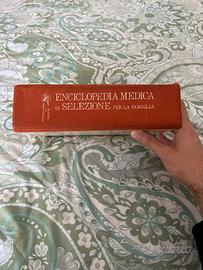 ENCICLOPEDIA MEDICA
DI SELEZIONE PER LA FAMIGLIA